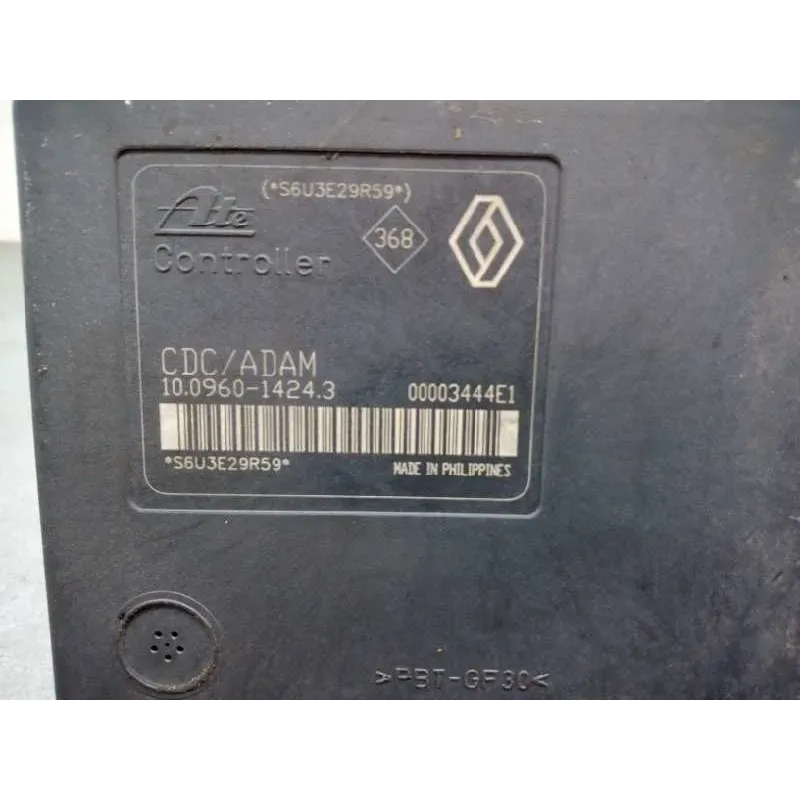 (*S6U3E29R59*)
Ate
368
Controller
CDC/ADAM
10.0960-1424.3 00003444E1
*S6U3E29R59* MADE IN PHILIPPINES
>PBT-GF30<